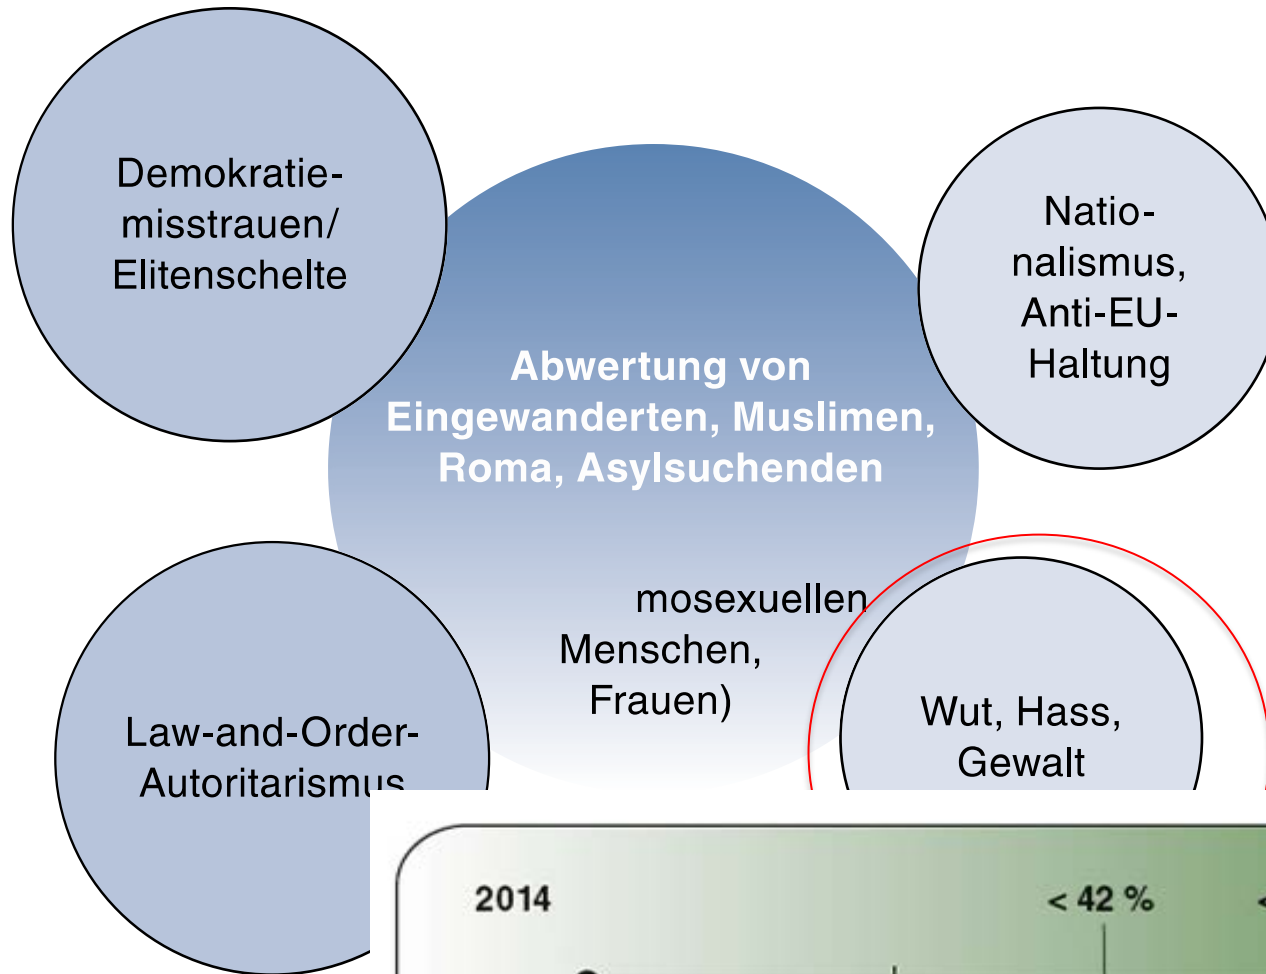 Demokratie-
misstrauen/
Elitenschelte
Natio-
nalismus,
Anti-EU-
Haltung
Abwertung von
Eingewanderten, Muslimen,
Roma, Asylsuchenden
mosexuellen
Menschen,
Frauen)
Law-and-Order-
Autoritarismus
Wut, Hass,
Gewalt
2014
< 42 %
<